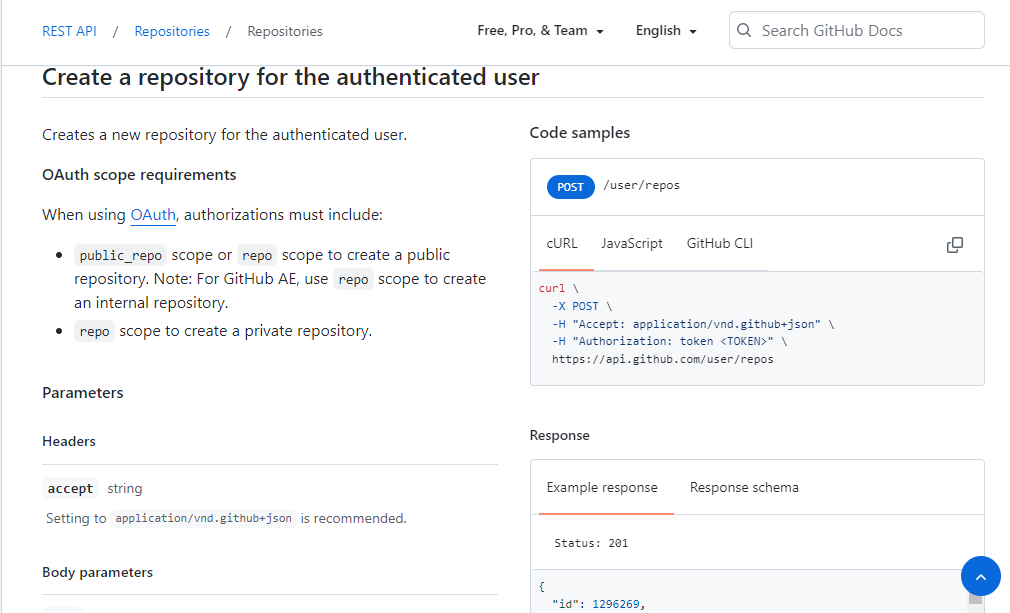 REST API / Repositories / Repositories
Free, Pro, & Team
English
Search GitHub Docs
Create a repository for the authenticated user
Creates a new repository for the authenticated user.
OAuth scope requirements
When using OAuth, authorizations must include:
public_repo scope or repo scope to create a public
repository. Note: For GitHub AE, use repo scope to create
an internal repository.
repo scope to create a private repository.
Parameters
Headers
accept string
Setting to application/vnd.github+json is recommended.
Body parameters
Code samples
POST /user/repos
cURL JavaScript GitHub CLI
curl \
-X POST \
-H "Accept: application/vnd.github+json" \
-H "Authorization: token <TOKEN>" \
https://api.github.com/user/repos
Response
Example response Response schema
Status: 201
{
"id": 1296269,